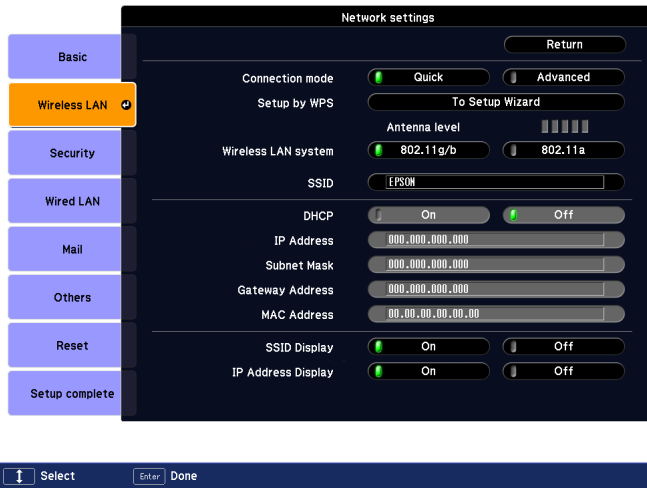 Network settings
Return
Basic
Wireless LAN
Security
Wired LAN
Mail
Others
Reset
Setup complete
Connection mode Quick Advanced
Setup by WPS To Setup Wizard
Antenna level
Wireless LAN system 802.11g/b 802.11a
SSID EPSON
DHCP On Off
IP Address 000.000.000.000
Subnet Mask 000.000.000.000
Gateway Address 000.000.000.000
MAC Address 00.00.00.00.00.00
SSID Display On Off
IP Address Display On Off
Select Enter Done